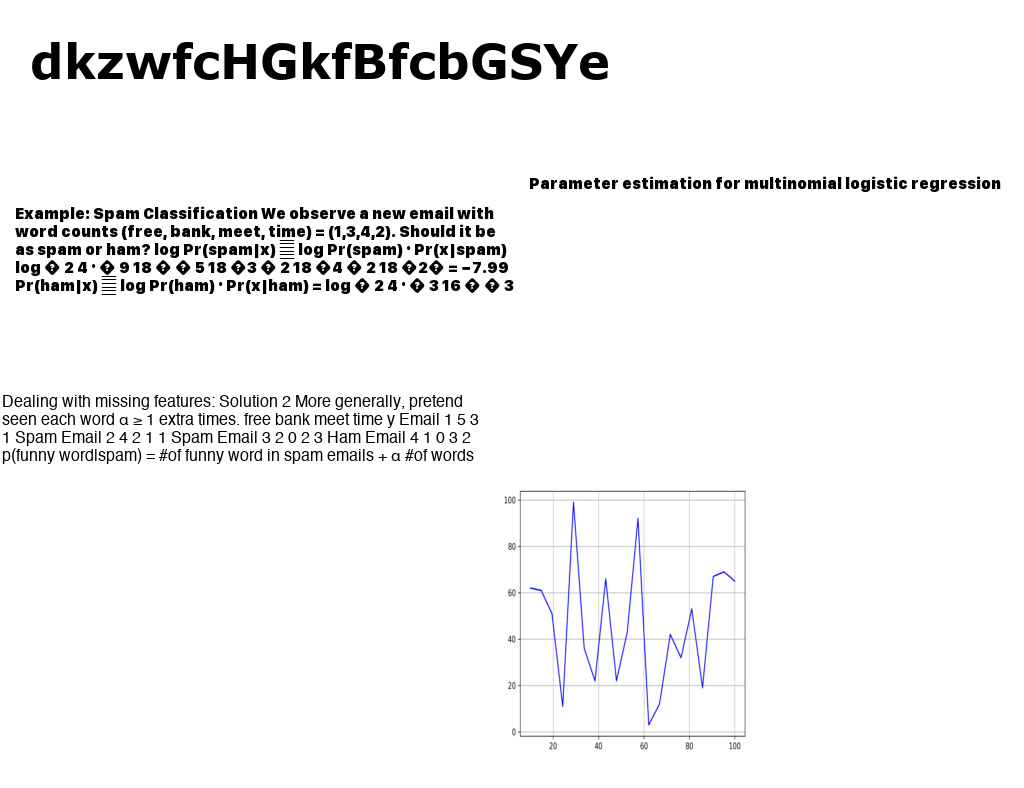 dkzwfcHGkfBfcbGSYe
Parameter estimation for multinomial logistic regression
Example: Spam Classification We observe a new email with
word counts (free, bank, meet, time) = (1,3,4,2). Should it be
as spam or ham? log Pr(spam|x) 𝄚 log Pr(spam) · Pr(x|spam)
log � 2 4 · � 9 18 � � 5 18 �3 � 2 18 �4 � 2 18 �2� = −7.99
Pr(ham|x) 𝄚 log Pr(ham) · Pr(x|ham) = log � 2 4 · � 3 16 � � 3
Dealing with missing features: Solution 2 More generally, pretend
seen each word α ≥ 1 extra times. free bank meet time y Email 1 5 3
1 Spam Email 2 4 2 1 1 Spam Email 3 2 0 2 3 Ham Email 4 1 0 3 2
p(funny word|spam) = #of funny word in spam emails + α #of words
100
80
60
40
20
0
20 40 60 80 100